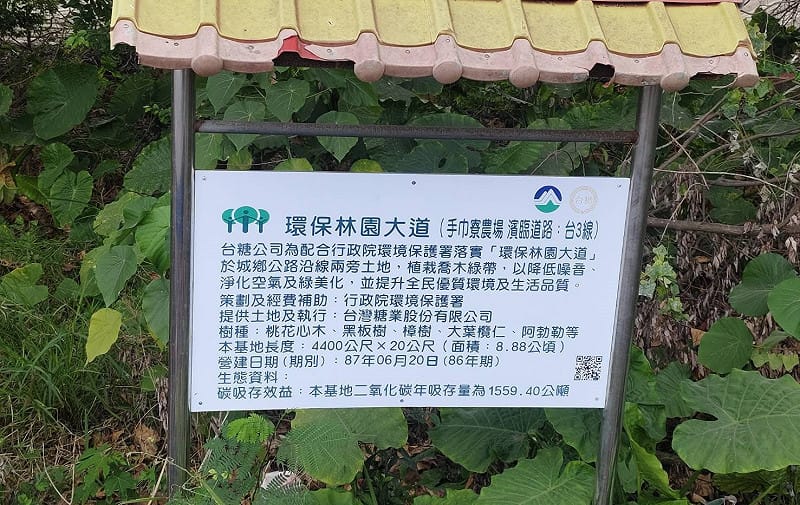 環保林園大道(手巾寮農場 濱臨道路:台3線)
台糖
台糖公司為配合行政院環境保護署落實「環保林園大道」
於城鄉公路沿線兩旁土地,植栽喬木綠帶,以降低噪音、
淨化空氣及綠美化,並提升全民優質環境及生活品質。
策劃及經費補助:行政院環境保護署
提供土地及執行:台灣糖業股份有限公司
樹種:桃花心木、黑板樹、樟樹、大葉欖仁、阿勃勒等
本基地長度:4400公尺×20公尺(面積:8.88公頃)
營建日期(期別):87年06月20日(86年期)
生態資料:
碳吸存效益:本基地二氧化碳年吸存量為1559.40公噸